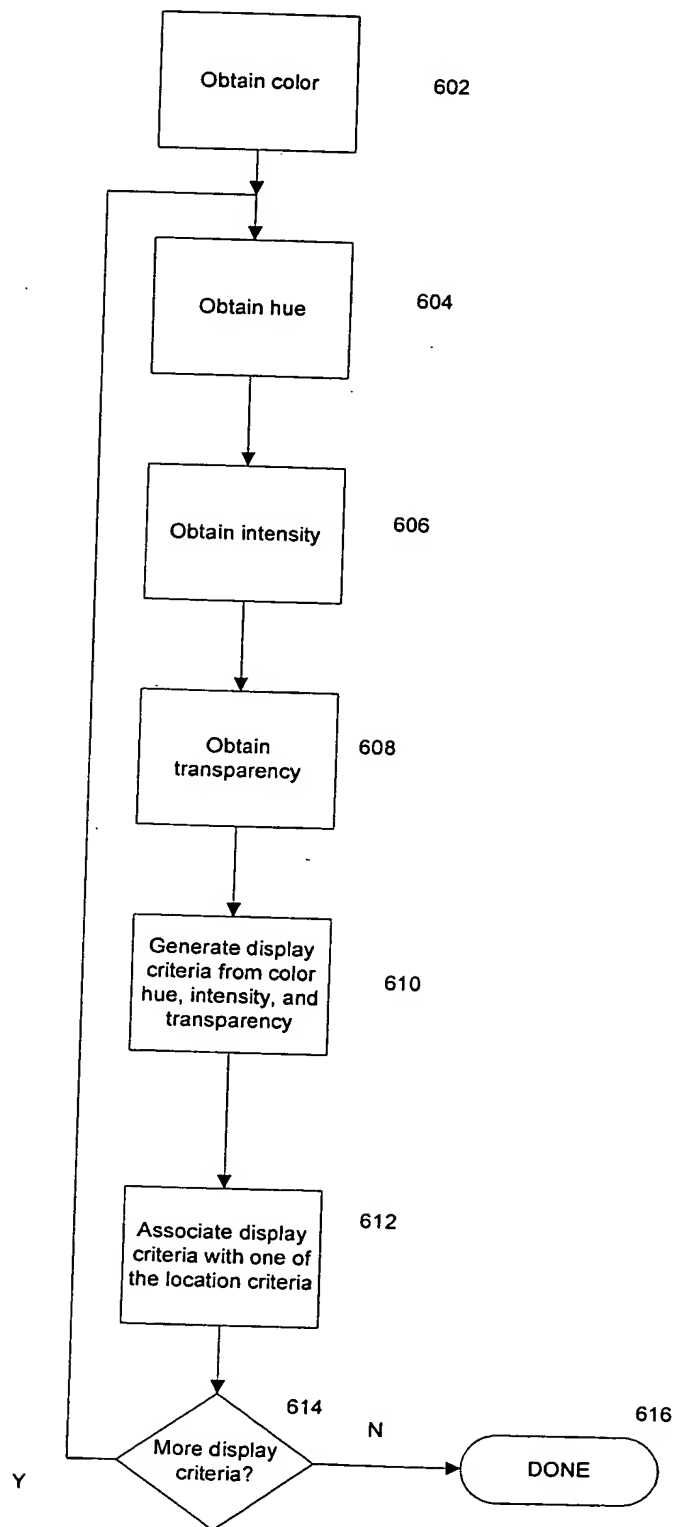 Obtain color
602
Obtain hue
604
Obtain intensity
606
Obtain
transparency
608
Generate display
criteria from color
hue, intensity, and
transparency
610
Associate display
criteria with one of
the location criteria
612
614
More display
criteria?
N
Y
616
DONE